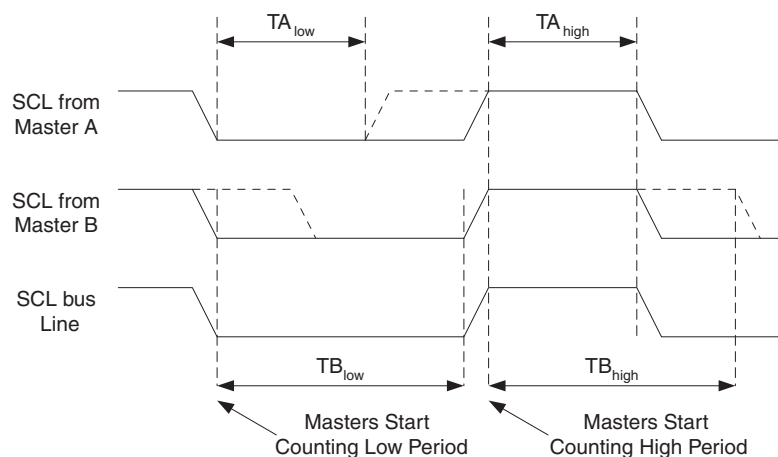 TA low
TA high
SCL from
Master A
SCL from
Master B
SCL bus
Line
TB low
TB high
Masters Start
Counting Low Period
Masters Start
Counting High Period